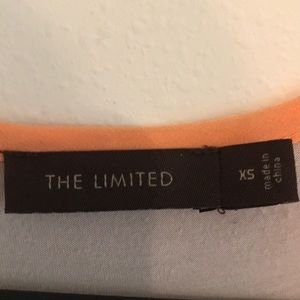 THE LIMITED
XS
made in
china